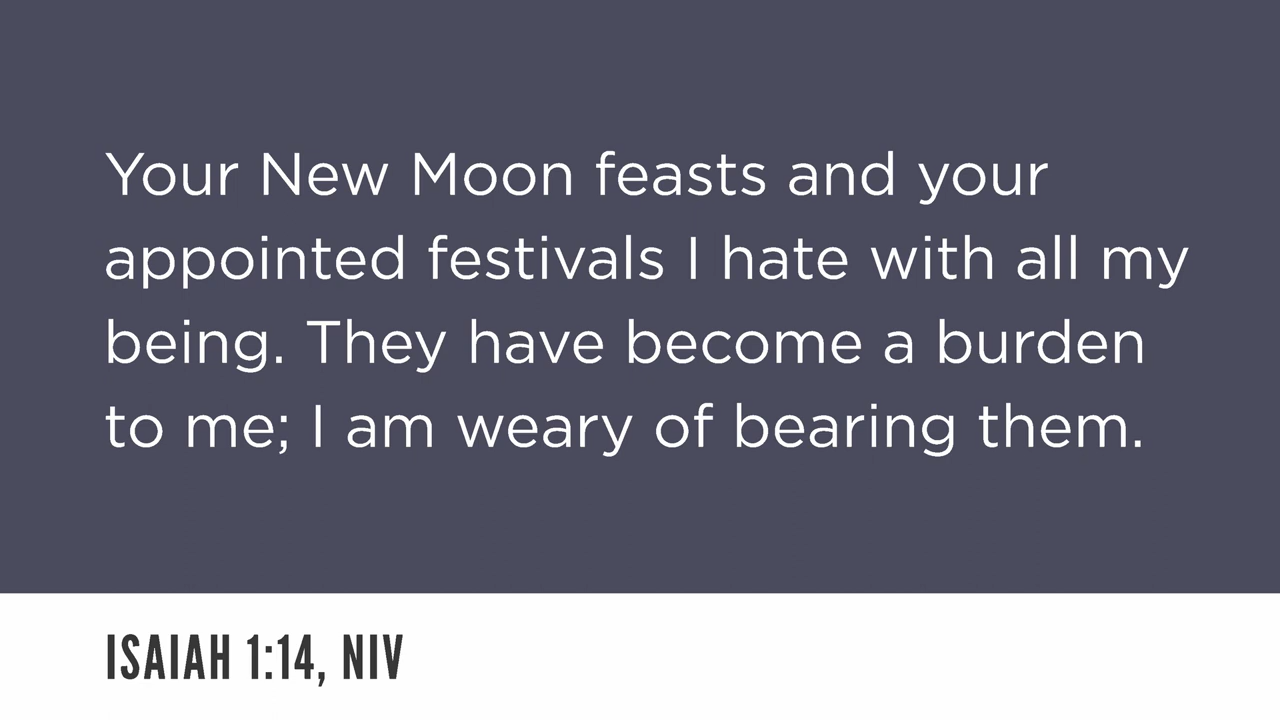 Your New Moon feasts and your
appointed festivals I hate with all my
being. They have become a burden
to me; I am weary of bearing them.
ISAIAH 1:14, NIV